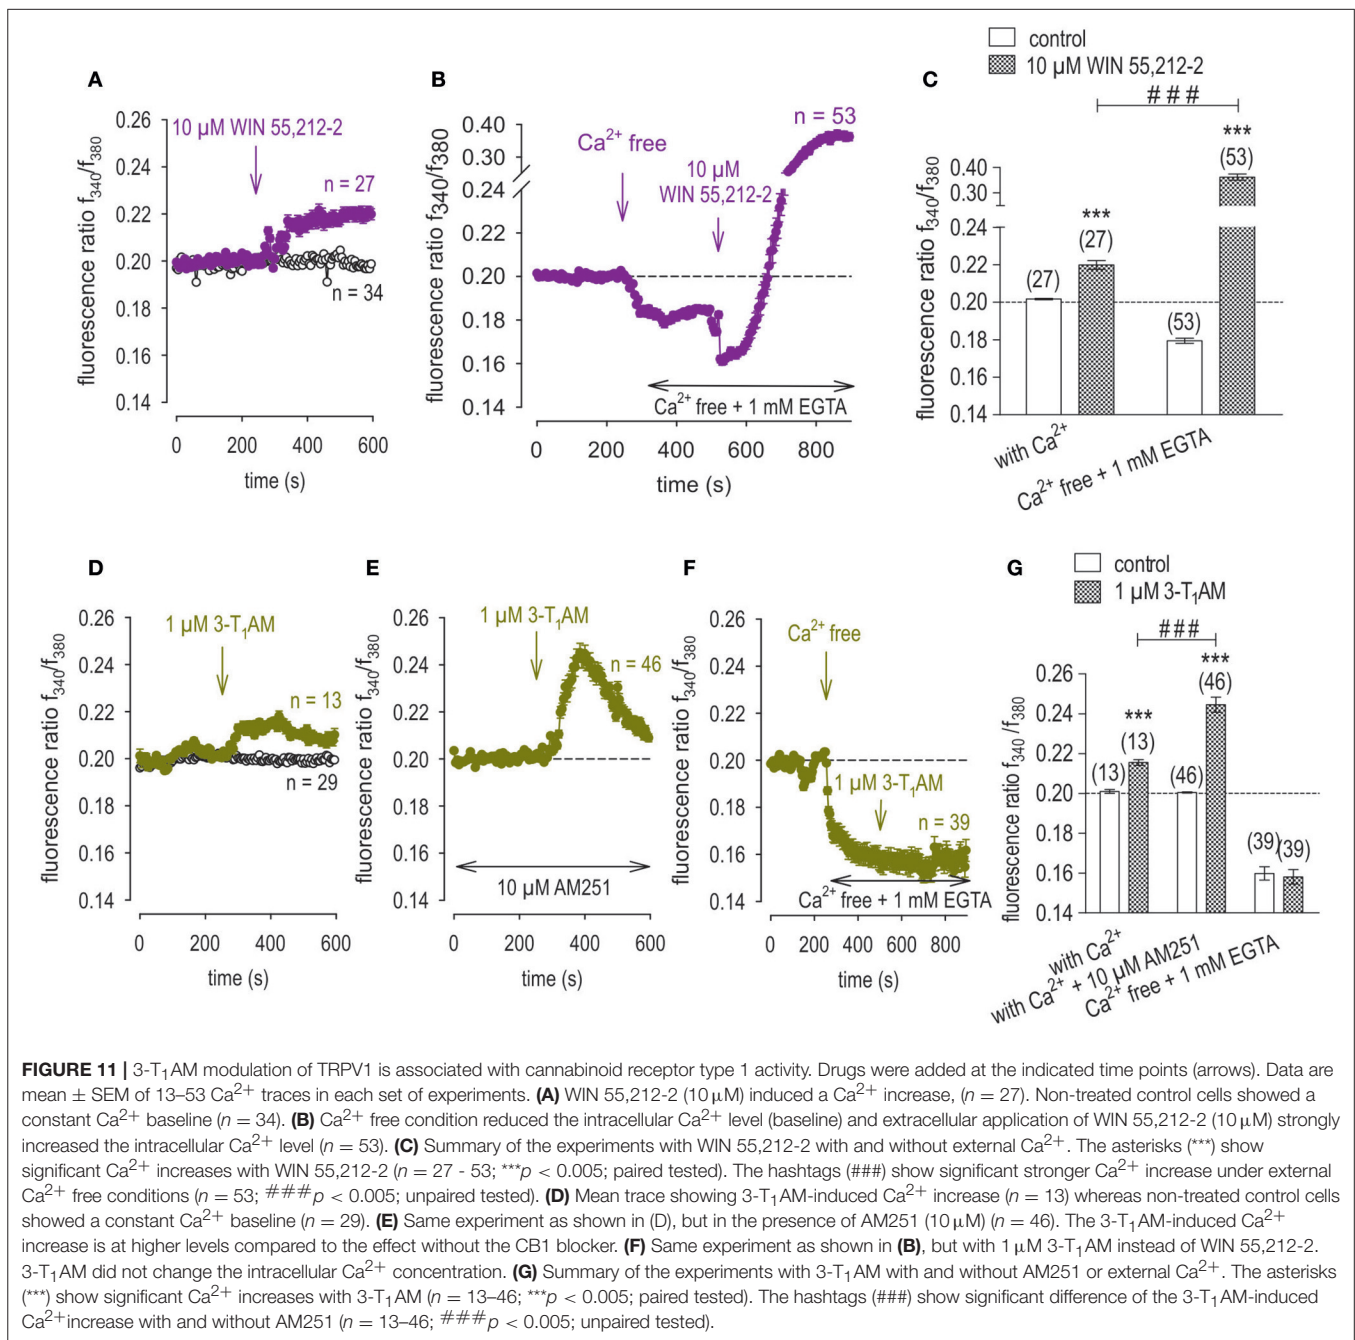 control
10 µM WIN 55,212-2
A
B
C
0.26
0.24
0.22
0.20
0.18
0.16
0.14
fluorescence ratio f340/f380
10 µM WIN 55,212-2
n = 27
n = 34
0 200 400 600
time (s)
0.40
0.30
0.24
0.22
0.20
0.18
0.16
0.14
fluorescence ratio f340/f380
Ca2+ free
10 µM
WIN 55,212-2
n = 53
Ca2+ free + 1 mM EGTA
0 200 400 600 800
time (s)
0.40
0.30
0.22
0.20
0.18
0.16
0.14
fluorescence ratio f340/f380
# # #
***
(53)
***
(27)
(27)
(53)
with Ca2+
Ca2+ free + 1 mM EGTA
D
E
F
G
control
1 µM 3-T1AM
0.26
0.24
0.22
0.20
0.18
0.16
0.14
fluorescence ratio f340/f380
1 µM 3-T1AM
n = 13
n = 29
0 200 400 600
time (s)
0.26
0.24
0.22
0.20
0.18
0.16
0.14
fluorescence ratio f340/f380
1 µM 3-T1AM
n = 46
10 µM AM251
0 200 400 600
time (s)
0.26
0.24
0.22
0.20
0.18
0.16
0.14
fluorescence ratio f340/f380
Ca2+ free
1 µM 3-T1AM
n = 39
Ca2+ free + 1 mM EGTA
0 200 400 600 800
time (s)
0.26
0.24
0.22
0.20
0.18
0.16
0.14
fluorescence ratio f340/f380
###
***
(46)
***
(13)
(13)
(46)
(39)
(39)
with Ca2+
with Ca2+ + 10 µM AM251
Ca2+ free + 1 mM EGTA
FIGURE 11 | 3-T1AM modulation of TRPV1 is associated with cannabinoid receptor type 1 activity. Drugs were added at the indicated time points (arrows). Data are
mean ± SEM of 13–53 Ca2+ traces in each set of experiments. (A) WIN 55,212-2 (10 µM) induced a Ca2+ increase, (n = 27). Non-treated control cells showed a
constant Ca2+ baseline (n = 34). (B) Ca2+ free condition reduced the intracellular Ca2+ level (baseline) and extracellular application of WIN 55,212-2 (10 µM) strongly
increased the intracellular Ca2+ level (n = 53). (C) Summary of the experiments with WIN 55,212-2 with and without external Ca2+. The asterisks (***) show
significant Ca2+ increases with WIN 55,212-2 (n = 27 - 53; ***p < 0.005; paired tested). The hashtags (###) show significant stronger Ca2+ increase under external
Ca2+ free conditions (n = 53; ###p < 0.005; unpaired tested). (D) Mean trace showing 3-T1AM-induced Ca2+ increase (n = 13) whereas non-treated control cells
showed a constant Ca2+ baseline (n = 29). (E) Same experiment as shown in (D), but in the presence of AM251 (10 µM) (n = 46). The 3-T1AM-induced Ca2+
increase is at higher levels compared to the effect without the CB1 blocker. (F) Same experiment as shown in (B), but with 1 µM 3-T1AM instead of WIN 55,212-2.
3-T1AM did not change the intracellular Ca2+ concentration. (G) Summary of the experiments with 3-T1AM with and without AM251 or external Ca2+. The asterisks
(***) show significant Ca2+ increases with 3-T1AM (n = 13–46; ***p < 0.005; paired tested). The hashtags (###) show significant difference of the 3-T1AM-induced
Ca2+increase with and without AM251 (n = 13–46; ###p < 0.005; unpaired tested).